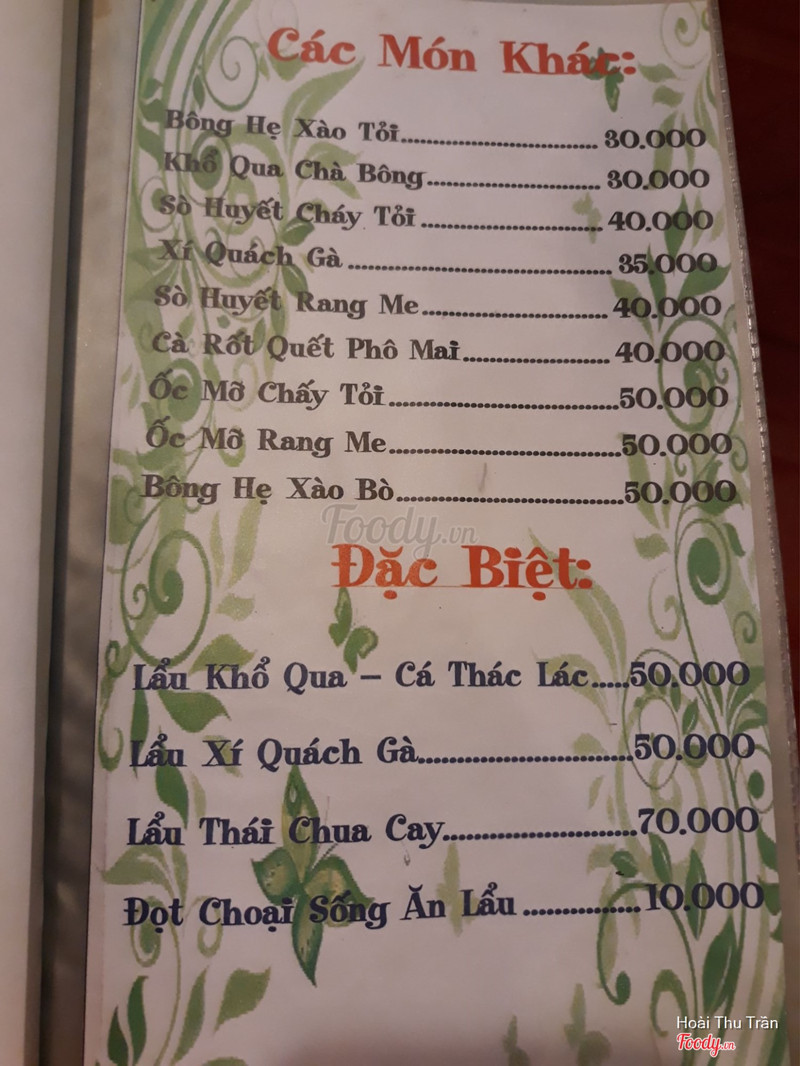 Các Món Khác:
Bông Hẹ Xào Tỏi.......................... 30.000
Khổ Qua Chà Bông....................... 30.000
Sò Huyết Cháy Tỏi ........................ 40.000
Xí Quách Gà ................................... 35.000
Sò Huyết Rang Me......................... 40.000
Cà Rốt Quết Phô Mai.................... 40.000
Ốc Mỡ Chấy Tỏi ...............................50.000
Ốc Mỡ Rang Me...............................50.000
Bông Hẹ Xào Bò..............................50.000
Foody.vn
Đặc Biệt:
Lẩu Khổ Qua – Cá Thác Lác.....50.000
Lẩu Xí Quách Gà.............................50.000
Lẩu Thái Chua Cay..........................70.000
Đọt Choại Sống Ăn Lẩu ................10.000
Hoài Thu Trần
Foody.vn